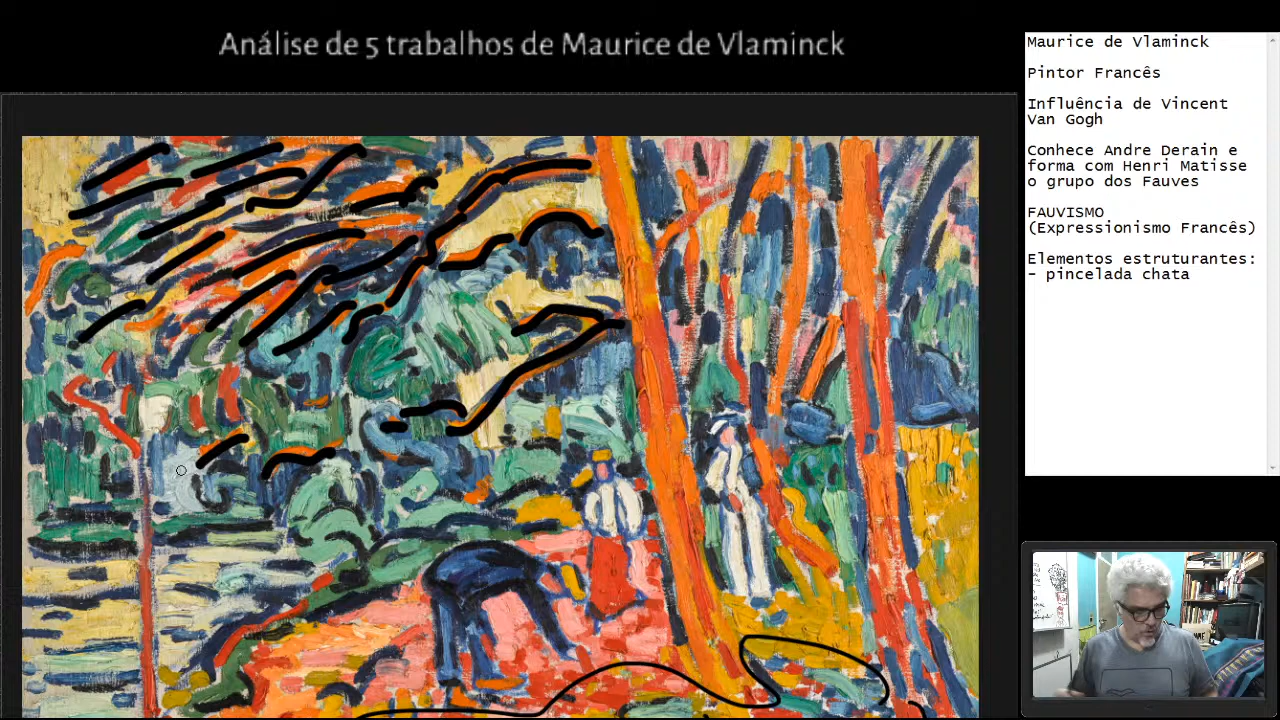 Análise de 5 trabalhos de Maurice de Vlaminck
Maurice de Vlaminck
Pintor Francês
Influência de Vincent
Van Gogh
Conhece Andre Derain e
forma com Henri Matisse
o grupo dos Fauves
FAUVISMO
(Expressionismo Francês)
Elementos estruturantes:
- pincelada chata